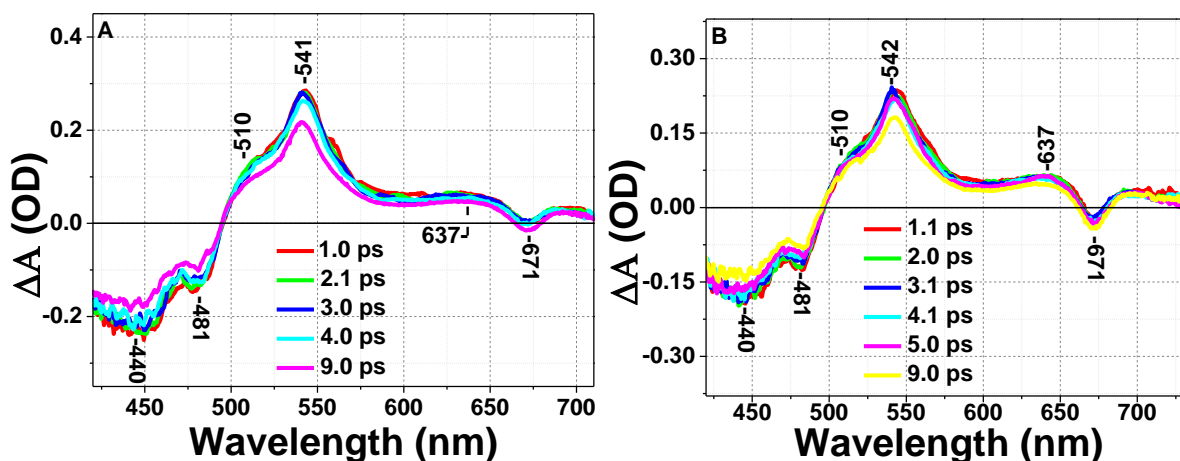 A
ΔA (OD)
0.4
0.2
0.0
-0.2
-541
-510
637-
-671
-481
-440
1.0 ps
2.1 ps
3.0 ps
4.0 ps
9.0 ps
450 500 550 600 650 700
Wavelength (nm)
B
ΔA (OD)
0.30
0.15
0.00
-0.15
-0.30
-542
-510
-637
-671
-481
-440
1.1 ps
2.0 ps
3.1 ps
4.1 ps
5.0 ps
9.0 ps
450 500 550 600 650 700
Wavelength (nm)